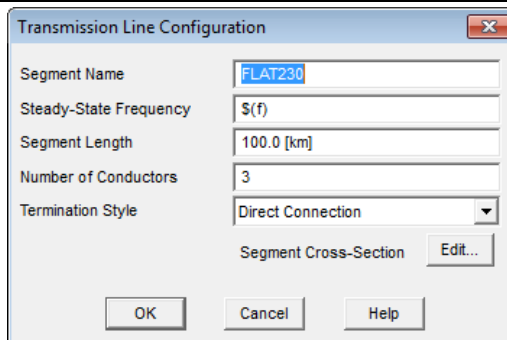 Transmission Line Configuration
Segment Name FLAT230
Steady-State Frequency $(f)
Segment Length 100.0 [km]
Number of Conductors 3
Termination Style Direct Connection
Segment Cross-Section Edit...
OK Cancel Help